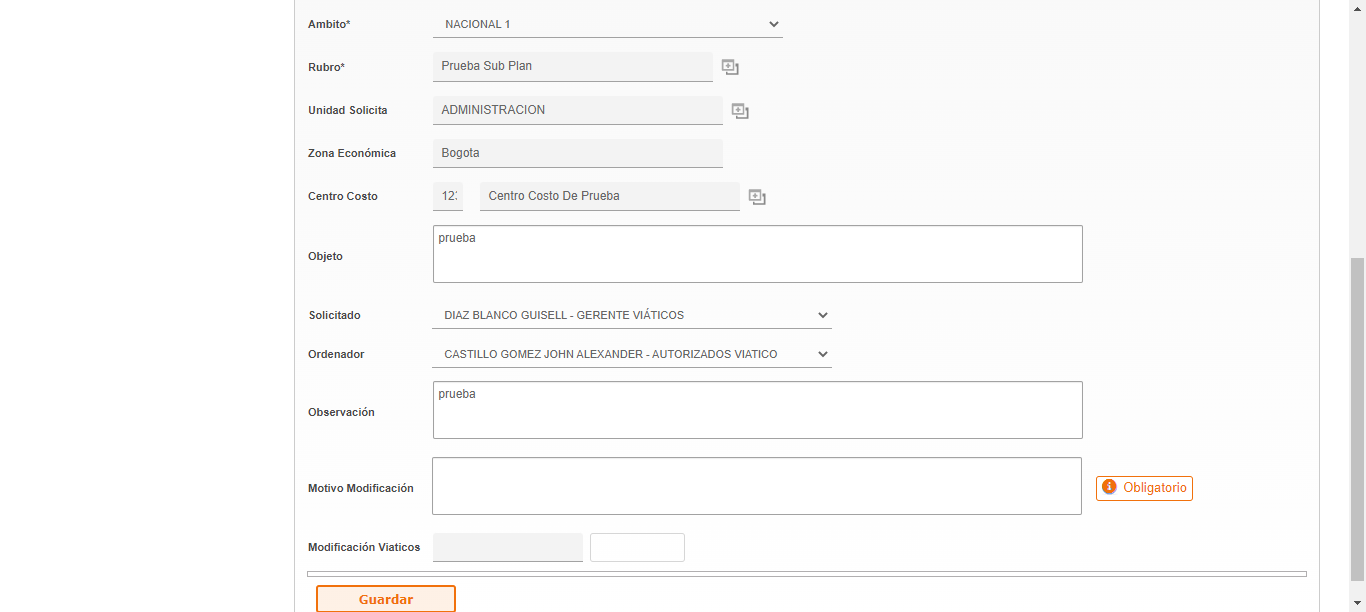 Ambito* NACIONAL 1
Rubro* Prueba Sub Plan
Unidad Solicita ADMINISTRACION
Zona Económica Bogota
Centro Costo 12 Centro Costo De Prueba
Objeto prueba
Solicitado DIAZ BLANCO GUISELL - GERENTE VIÁTICOS
Ordenador CASTILLO GOMEZ JOHN ALEXANDER - AUTORIZADOS VIATICO
Observación prueba
Motivo Modificación Obligatorio
Modificación Viaticos
Guardar